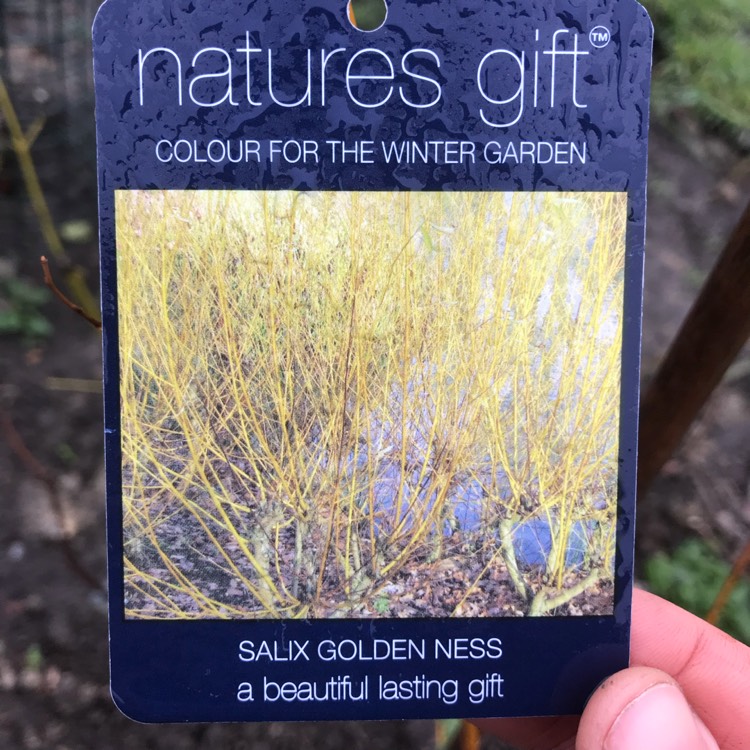 natures gift™
COLOUR FOR THE WINTER GARDEN
SALIX GOLDEN NESS
a beautiful lasting gift